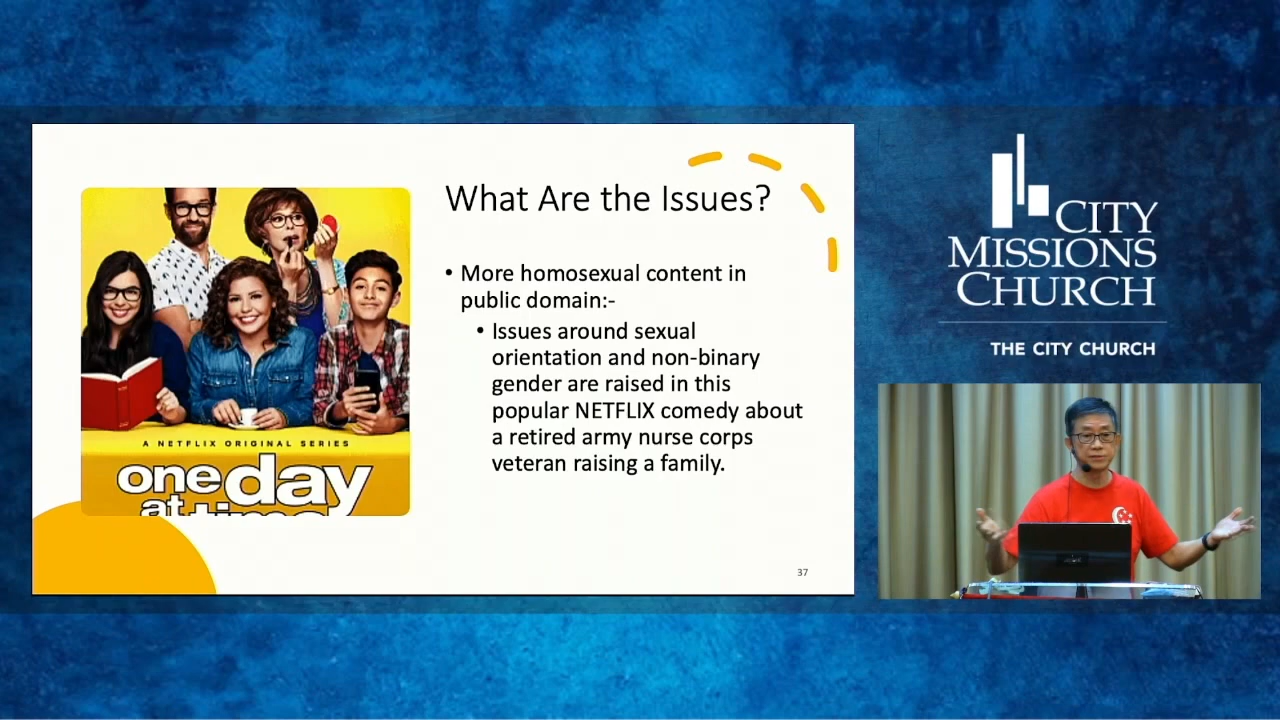 What Are the Issues?
• More homosexual content in
public domain:-
• Issues around sexual
orientation and non-binary
gender are raised in this
popular NETFLIX comedy about
a retired army nurse corps
veteran raising a family.
A NETFLIX ORIGINAL SERIES
one day
at time
37
CITY
MISSIONS
CHURCH
THE CITY CHURCH